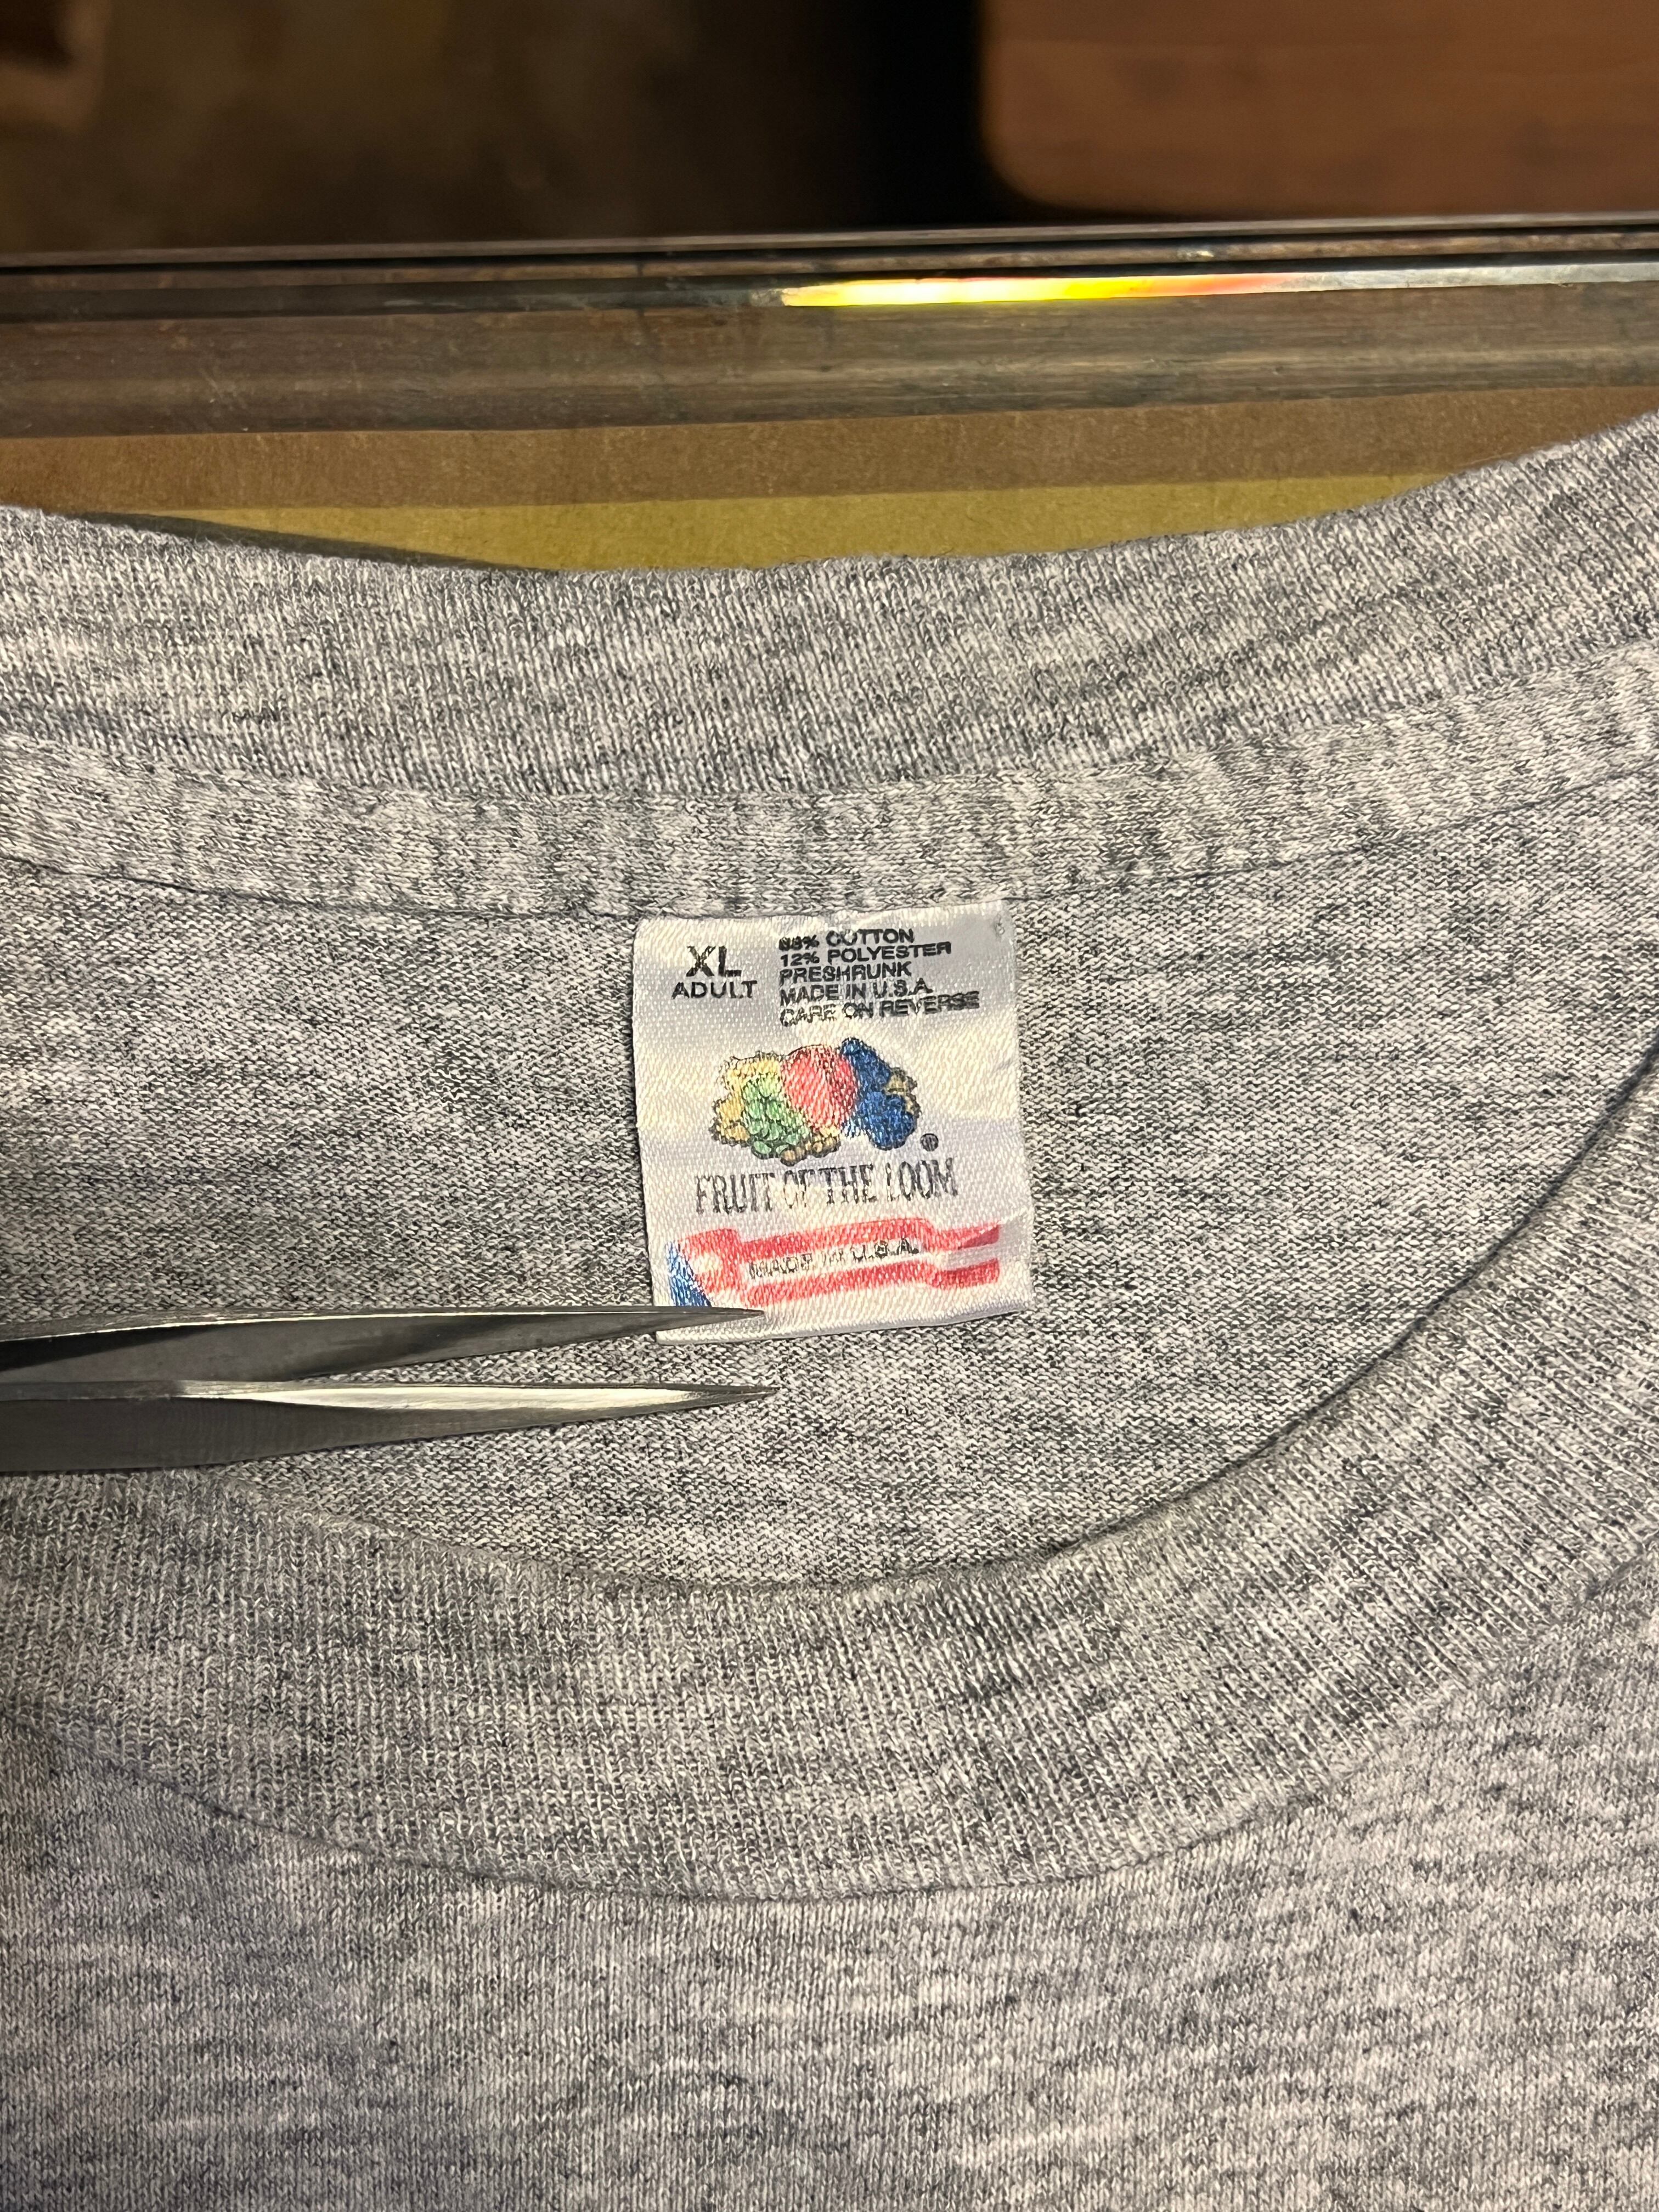 XL
ADULT
88% COTTON
12% POLYESTER
PRESHRUNK
MADE IN U.S.A.
CARE ON REVERSE
®
FRUIT OF THE LOOM
MADE IN U.S.A.